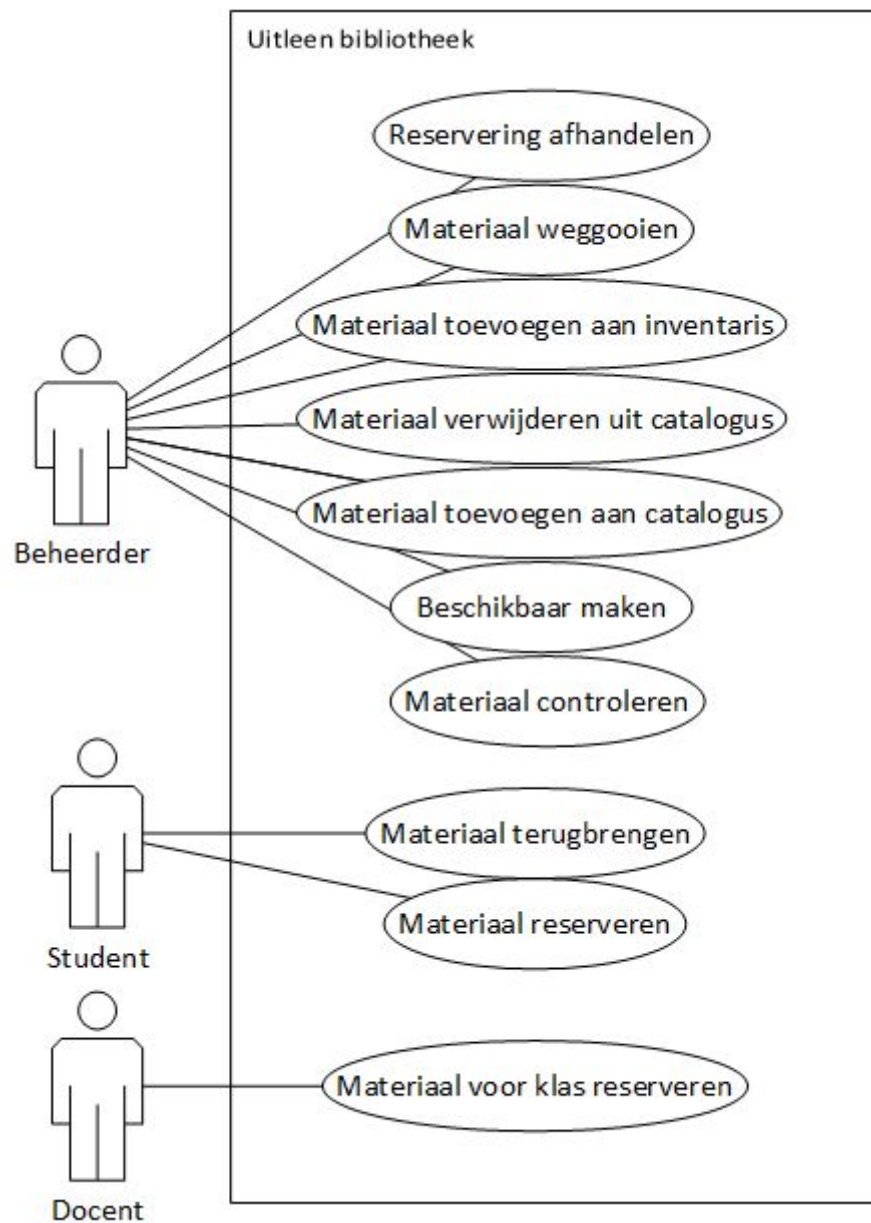 Uitleen bibliotheek
Reservering afhandelen
Materiaal weggooien
Materiaal toevoegen aan inventaris
Materiaal verwijderen uit catalogus
Materiaal toevoegen aan catalogus
Beheerder
Beschikbaar maken
Materiaal controleren
Materiaal terugbrengen
Materiaal reserveren
Student
Materiaal voor klas reserveren
Docent